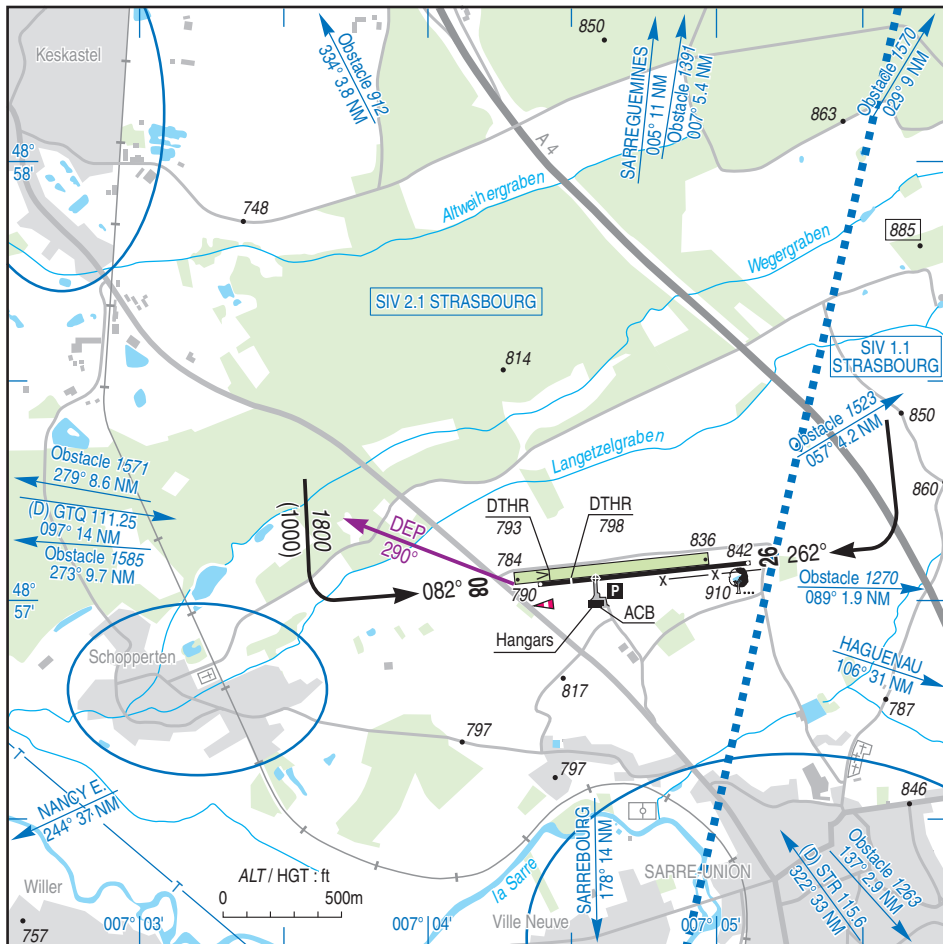 Keskastel
Obstacle 912
334° 3.8 NM
850
SARREGUEMINES
005° 11 NM
Obstacle 1391
007° 5.4 NM
Obstacle 1570
029° 9 NM
863
A 4
48°
58'
748
Altweihergraben
Wegergraben
885
SIV 2.1 STRASBOURG
814
SIV 1.1
STRASBOURG
Obstacle 1523
057° 4.2 NM
850
Langetzelgraben
860
Obstacle 1571
279° 8.6 NM
(D) GTQ 111.25
097° 14 NM
Obstacle 1585
273° 9.7 NM
1800
(1000)
DEP
290°
DTHR
793
DTHR
798
784
836
842
26
262°
082°
08
790
P
910
Obstacle 1270
089° 1.9 NM
48°
57'
ACB
Hangars
Schopperten
HAGUENAU
106° 31 NM
817
787
797
797
846
NANCY E.
244° 37 NM
T
T
SARREBOURG
178° 14 NM
la Sarre
SARRE-UNION
Obstacle 1263
137° 2.9 NM
(D) STR 115.6
322° 33 NM
Willer
ALT / HGT : ft
0 500m
Ville Neuve
757
007° 03
007° 04
007° 05